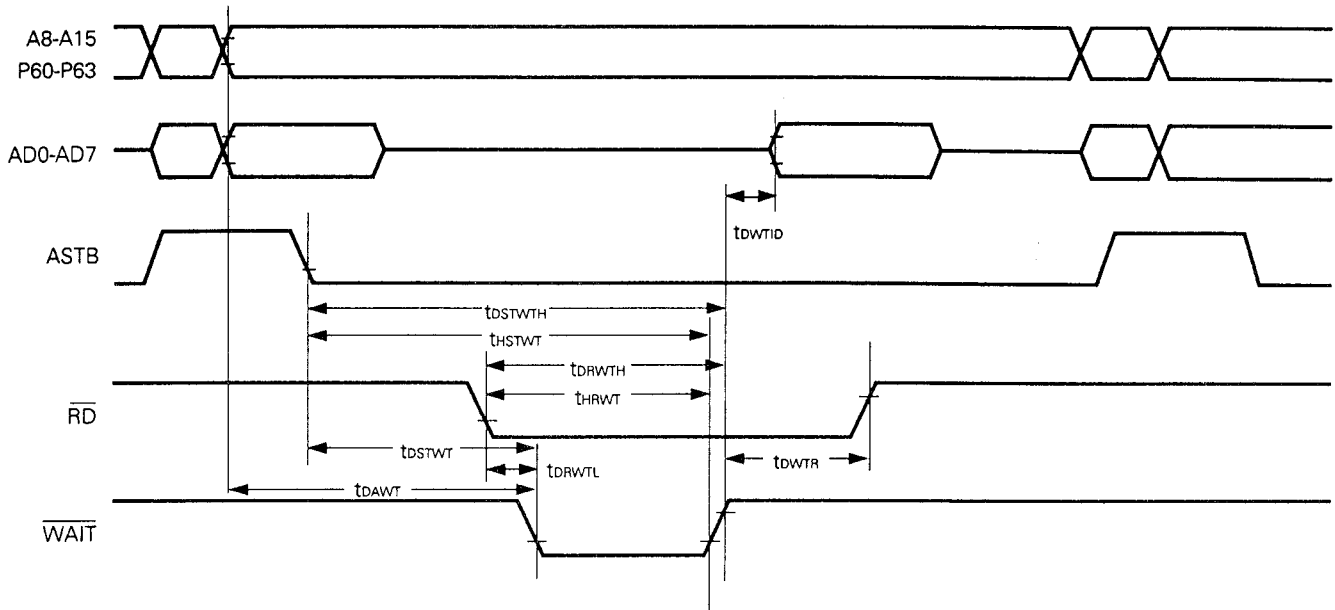 A8-A15
P60-P63
AD0-AD7
tDWTID
ASTB
tDSTWTH
tHSTWT
tDRWTH
tHRWT
RD
tDSTWT
tDRWTL
tDWTR
tDAWT
WAIT